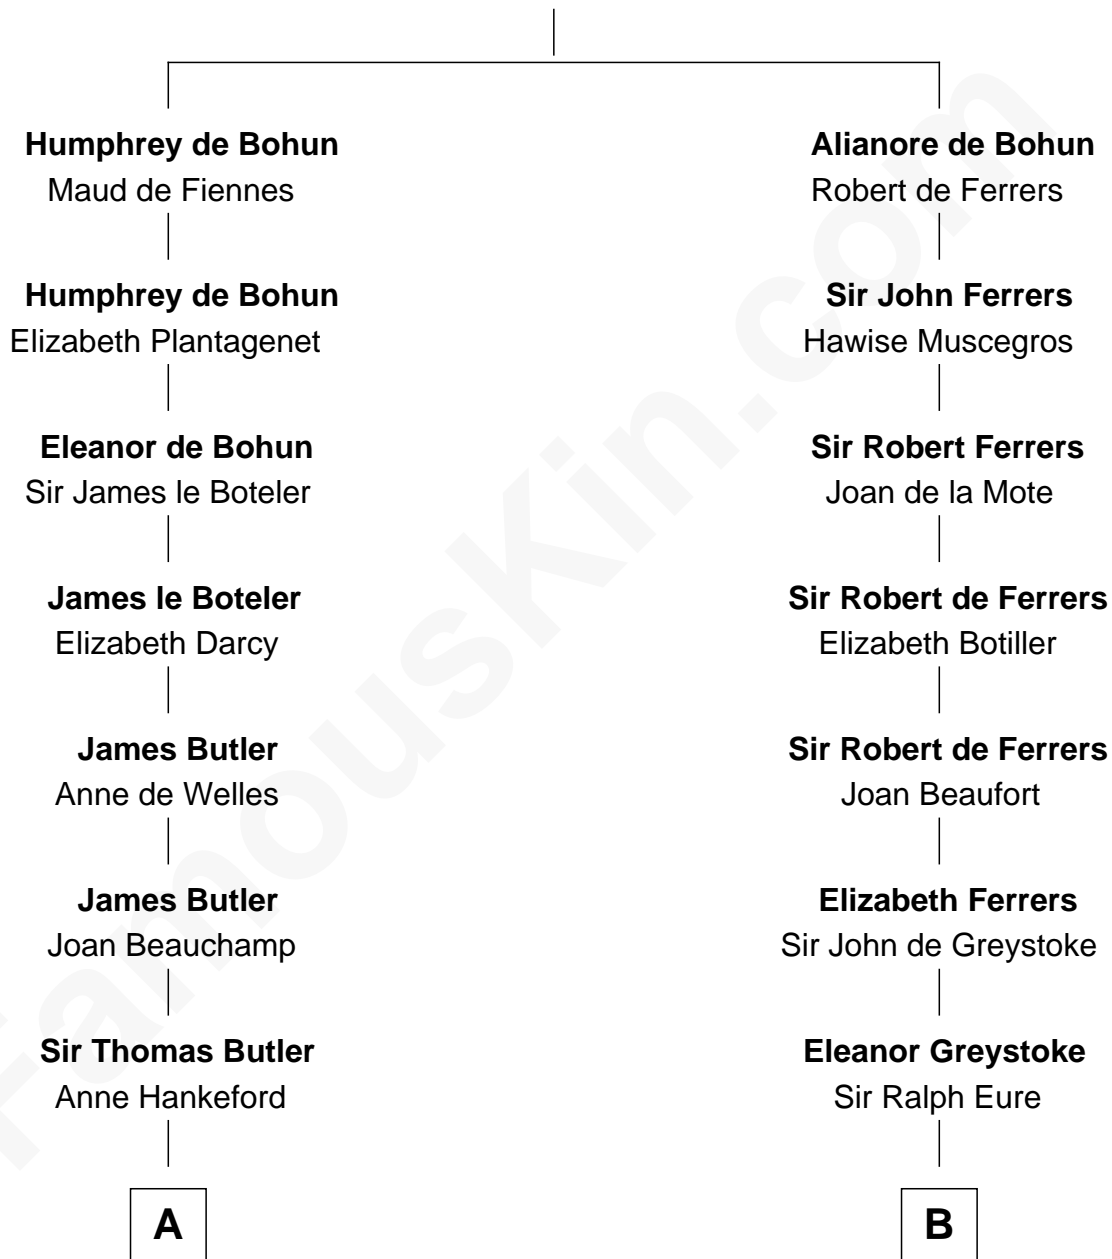 Humphrey de Bohun
Maud de Fiennes
Humphrey de Bohun
Elizabeth Plantagenet
Eleanor de Bohun
Sir James le Boteler
James le Boteler
Elizabeth Darcy
James Butler
Anne de Welles
James Butler
Joan Beauchamp
Sir Thomas Butler
Anne Hankeford
A
Alianore de Bohun
Robert de Ferrers
Sir John Ferrers
Hawise Muscegros
Sir Robert Ferrers
Joan de la Mote
Sir Robert de Ferrers
Elizabeth Botiller
Sir Robert de Ferrers
Joan Beaufort
Elizabeth Ferrers
Sir John de Greystoke
Eleanor Greystoke
Sir Ralph Eure
B
FamousKin.com